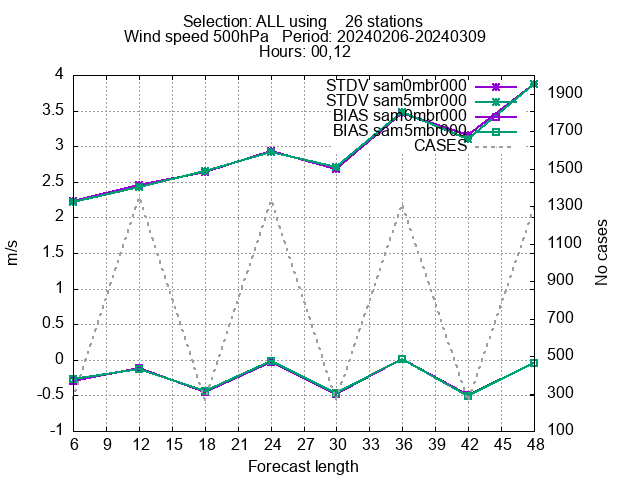 Selection: ALL using    26 stations
Wind speed 500hPa   Period: 20240206-20240309
Hours: 00,12
STDV sam0mbr000
STDV sam5mbr000
BIAS sam0mbr000
BIAS sam5mbr000
CASES
4
3.5
3
2.5
2
1.5
1
0.5
0
-0.5
-1
m/s
1900
1700
1500
1300
1100
900
700
500
300
100
No cases
6 12 15 18 21 24 27 30 33 36 39 42 45 48
Forecast length